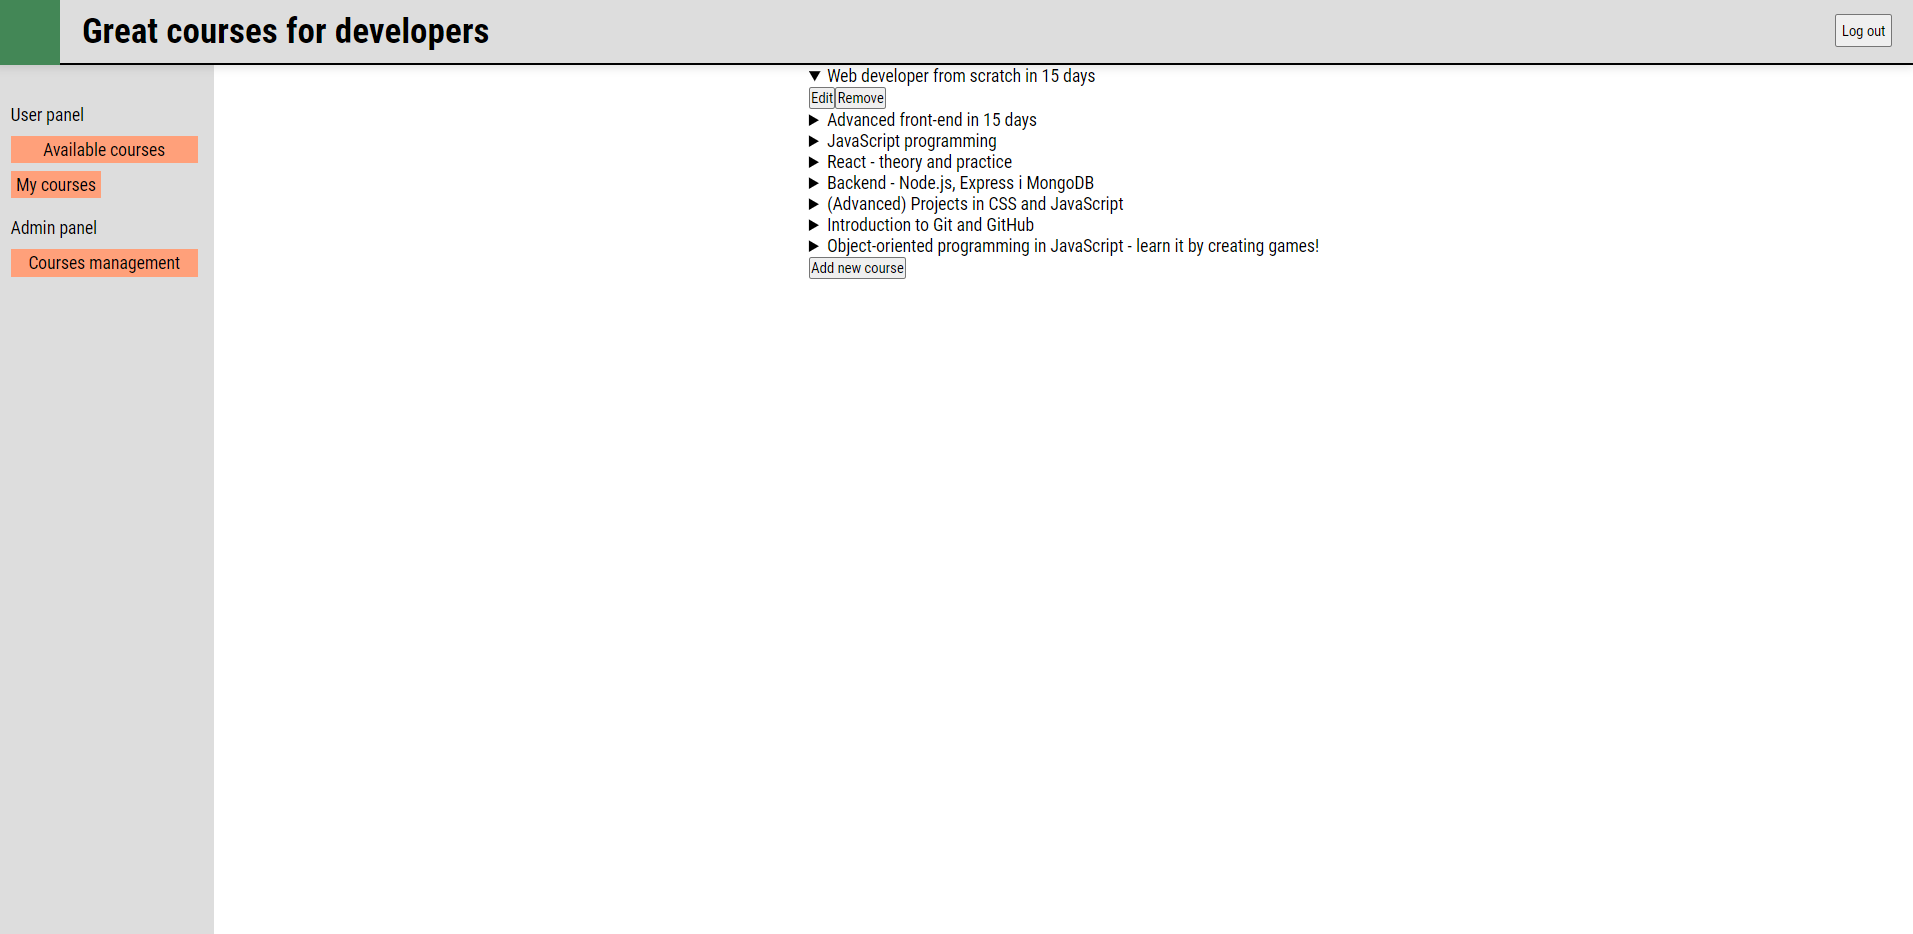 Great courses for developers
Log out
User panel
Available courses
My courses
Admin panel
Courses management
Web developer from scratch in 15 days
Edit Remove
Advanced front-end in 15 days
JavaScript programming
React - theory and practice
Backend - Node.js, Express i MongoDB
(Advanced) Projects in CSS and JavaScript
Introduction to Git and GitHub
Object-oriented programming in JavaScript - learn it by creating games!
Add new course